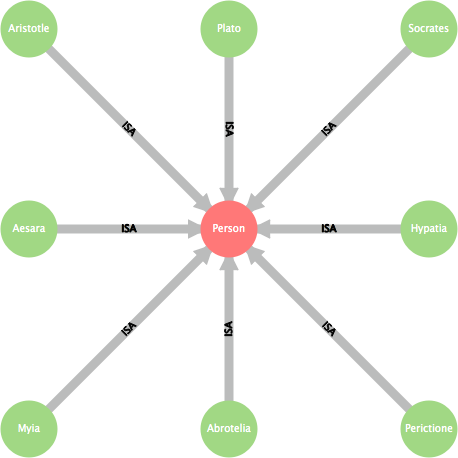 Aristotle
Plato
Socrates
ISA
ISA
ISA
Aesara
ISA
Person
ISA
Hypatia
ISA
ISA
ISA
Myia
Abrotelia
Perictione